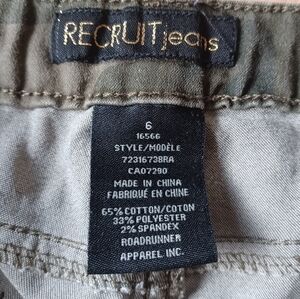 RECRUIT jeans
6
16566
STYLE/MODÈLE
7231673BRA
CA07290
MADE IN CHINA
FABRIQUÉ EN CHINE
65% COTTON/COTON
33% POLYESTER
2% SPANDEX
ROADRUNNER
APPAREL INC.